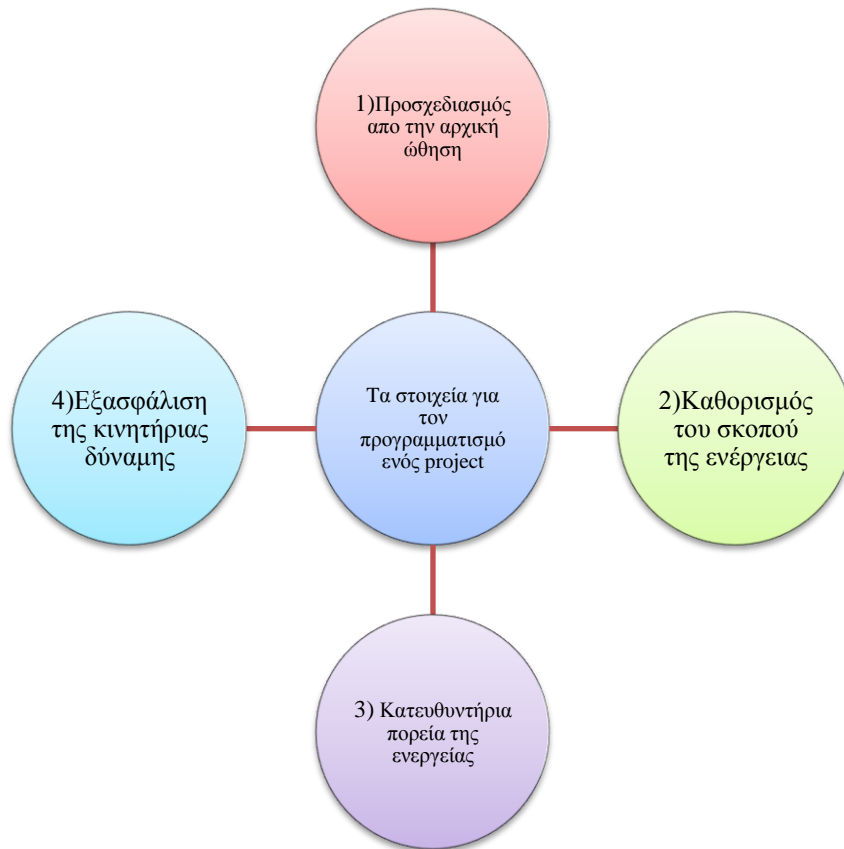 1)Προσχεδιασμός
απο την αρχική
ώθηση
4)Εξασφάλιση
της κινητήριας
δύναμης
Τα στοιχεία για
τον
προγραμματισμό
ενός project
2)Καθορισμός
του σκοπού
της ενέργειας
3) Κατευθυντήρια
πορεία της
ενεργείας